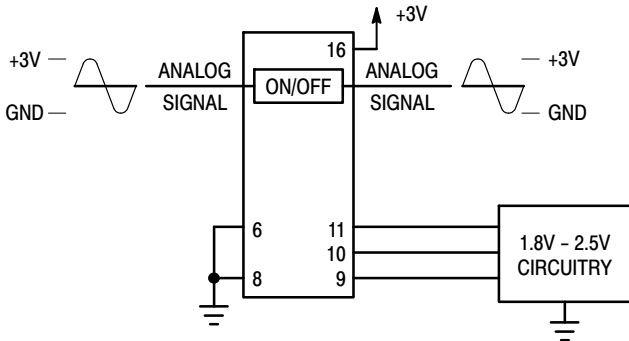 +3V
16
+3V
ANALOG
SIGNAL
ON/OFF
ANALOG
SIGNAL
+3V
GND
GND
6
11
10
8
9
1.8V – 2.5V
CIRCUITRY